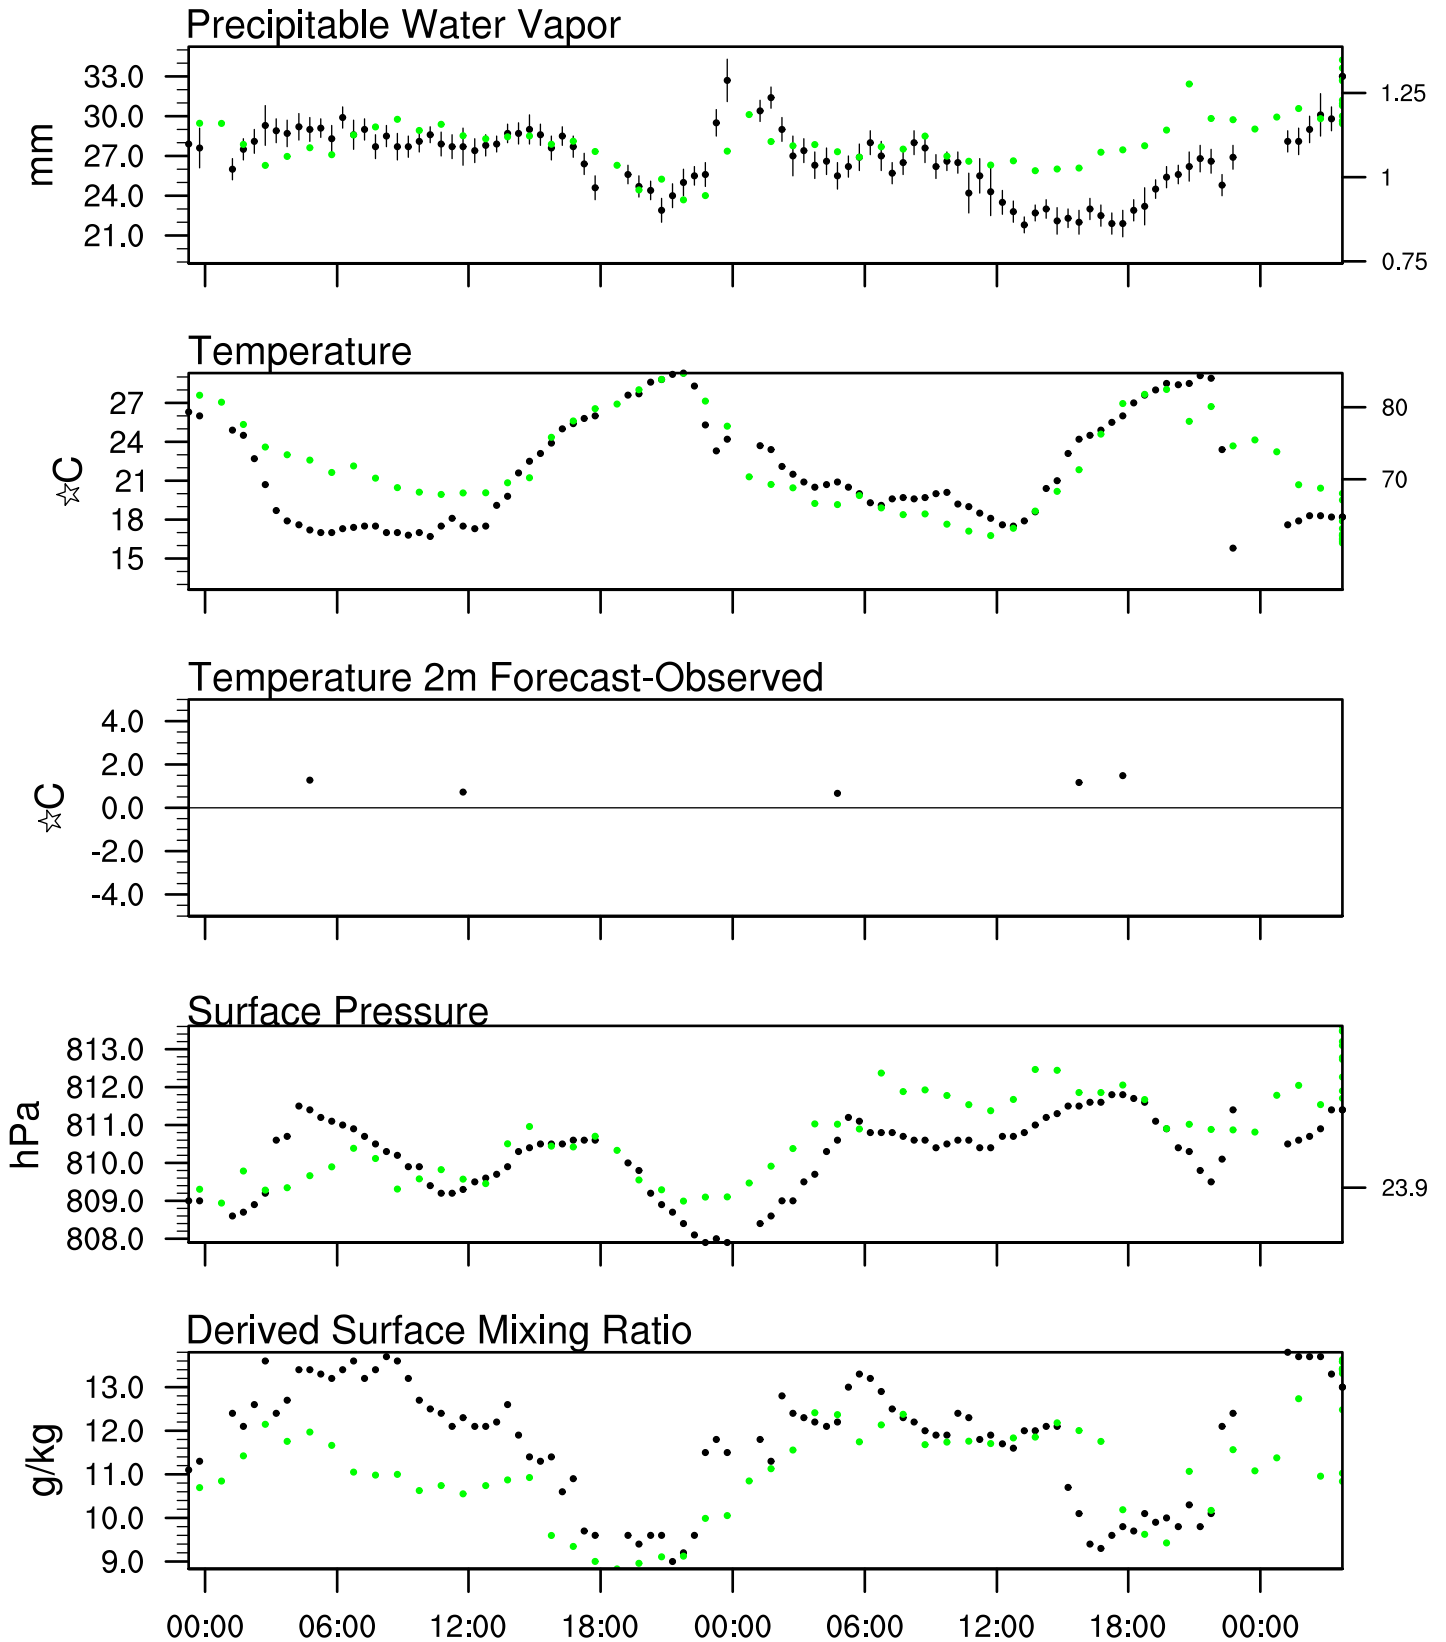 Precipitable Water Vapor
33.0
30.0
27.0
24.0
21.0
mm
1.25
1
0.75
Temperature
27
24
21
18
15
☆C
80
70
Temperature 2m Forecast-Observed
4.0
2.0
0.0
-2.0
-4.0
☆C
Surface Pressure
813.0
812.0
811.0
810.0
809.0
808.0
hPa
23.9
Derived Surface Mixing Ratio
13.0
12.0
11.0
10.0
9.0
g/kg
00:00 06:00 12:00 18:00 00:00 06:00 12:00 18:00 00:00